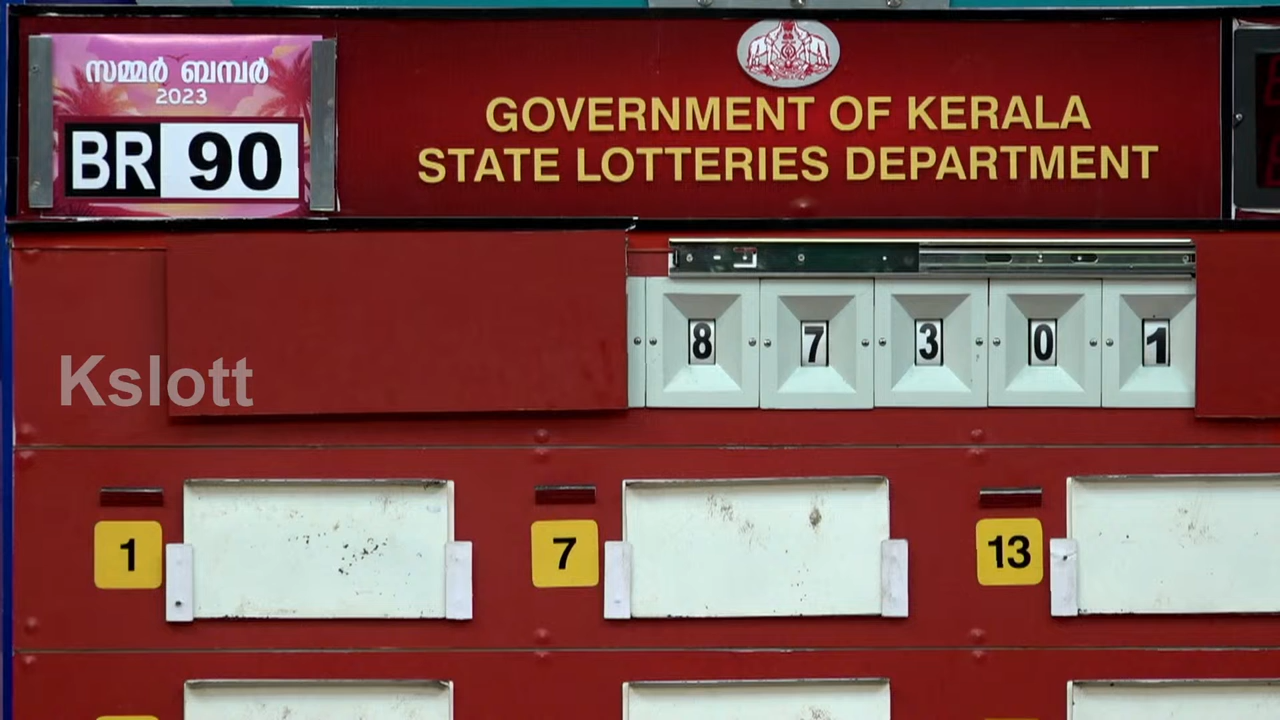 സമ്മർ ബമ്പർ
2023
BR 90
GOVERNMENT OF KERALA
STATE LOTTERIES DEPARTMENT
8 7 3 0 1
Kslott
1
7
13